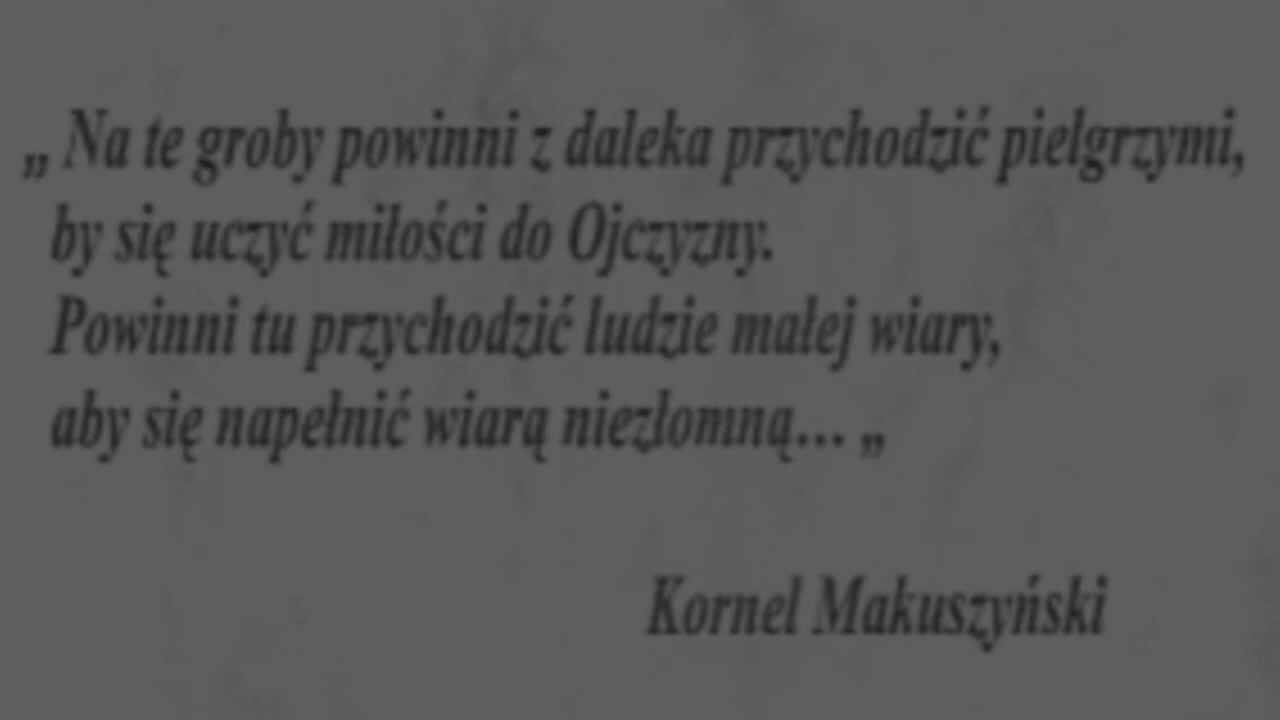 „ Na te groby powinni z daleka przychodzić pielgrzymi,
by się uczyć miłości do Ojczyzny.
Powinni tu przychodzić ludzie małej wiary,
aby się napełnić wiarą niezłomną... „
Kornel Makuszyński